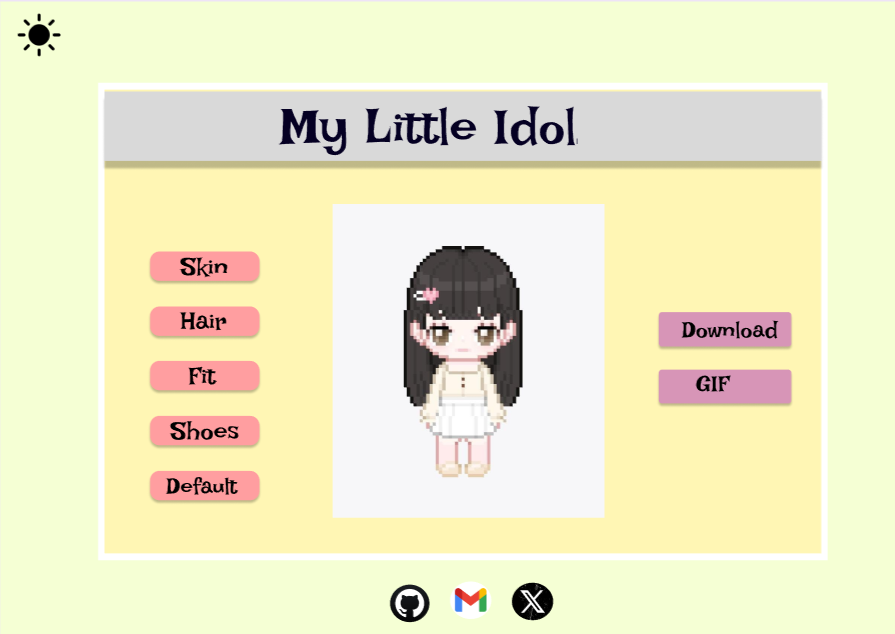 My Little Idol
Skin
Hair
Fit
Shoes
Default
Download
GIF